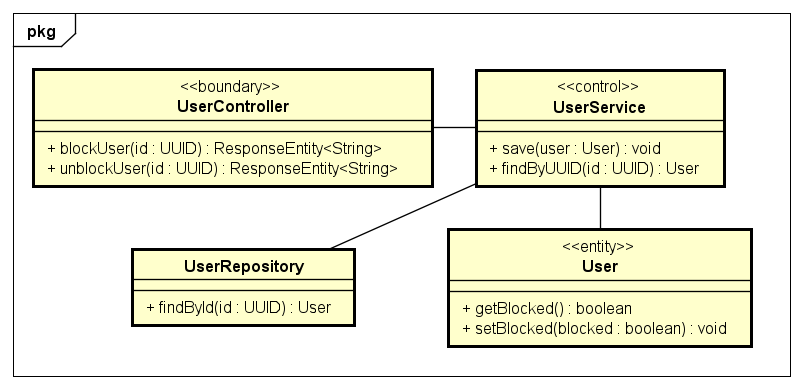 pkg
<<boundary>>
UserController
+ blockUser(id : UUID) : ResponseEntity<String>
+ unblockUser(id : UUID) : ResponseEntity<String>
<<control>>
UserService
+ save(user : User) : void
+ findByUUID(id : UUID) : User
UserRepository
+ findById(id : UUID) : User
<<entity>>
User
+ getBlocked() : boolean
+ setBlocked(blocked : boolean) : void